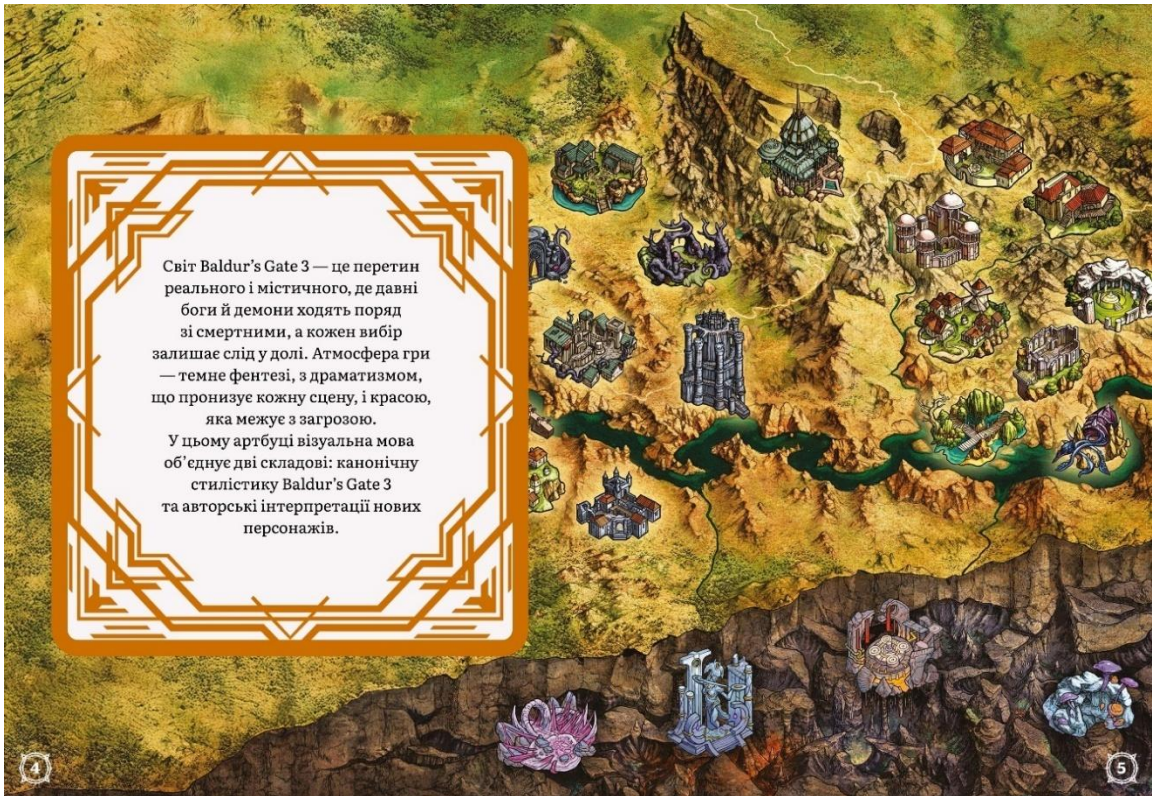 Світ Baldur’s Gate 3 — це перетин
реального і містичного, де давні
боги й демони ходять поряд
зі смертними, а кожен вибір
залишає слід у долі. Атмосфера гри
— темне фентезі, з драматизмом,
що пронизує кожну сцену, і красою,
яка межує з загрозою.
У цьому артбуці візуальна мова
об’єднує дві складові: канонічну
стилістику Baldur’s Gate 3
та авторські інтерпретації нових
персонажів.
4
5